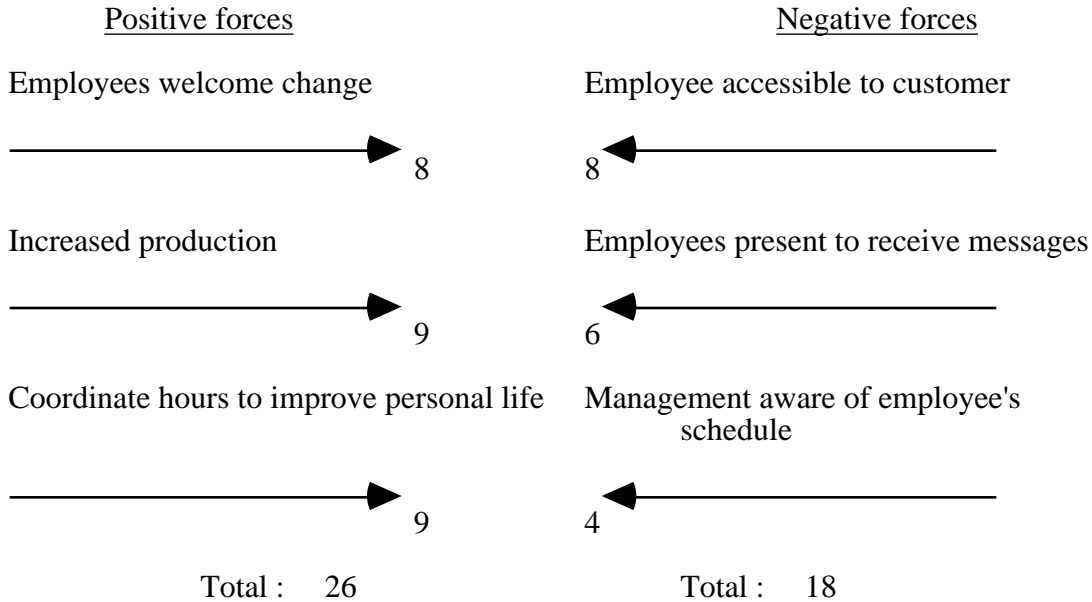 Positive forces
Negative forces
Employees welcome change
Employee accessible to customer
8
8
Increased production
Employees present to receive messages
9
6
Coordinate hours to improve personal life
Management aware of employee's
schedule
9
4
Total : 26
Total : 18